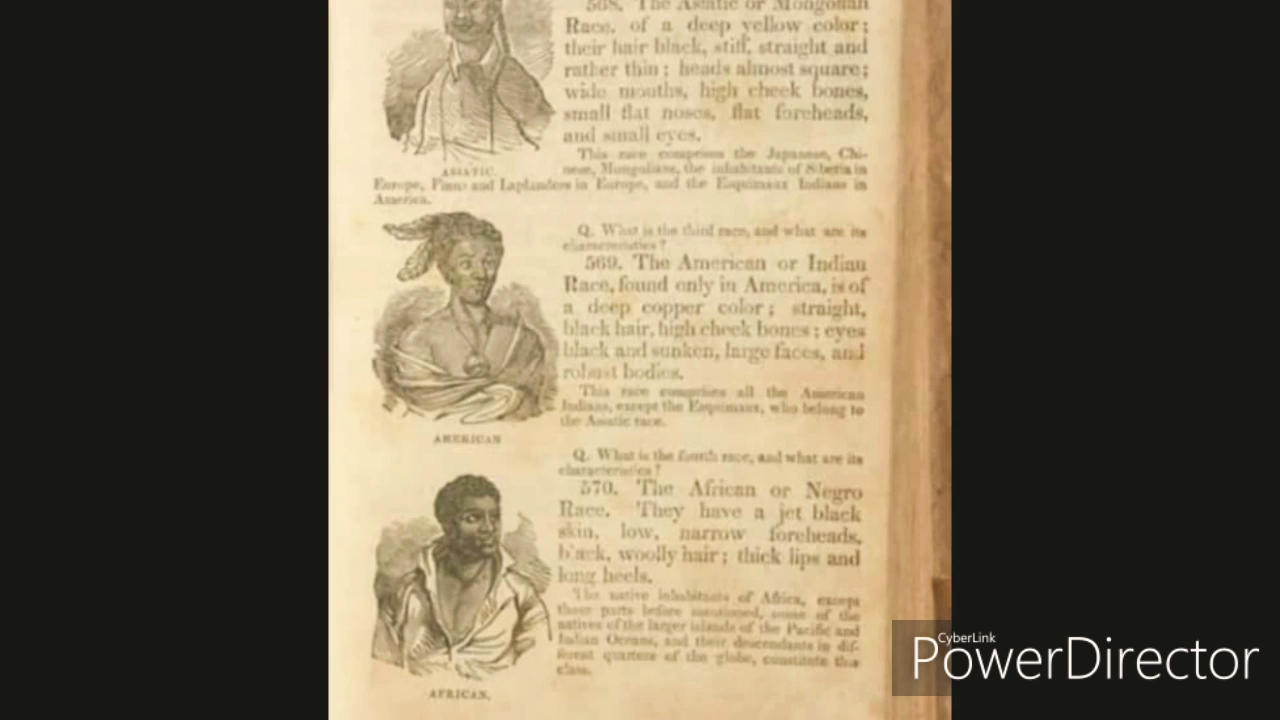 568. The Asiatic or Mongolian
Race, of a deep yellow color;
their hair black, stiff, straight and
rather thin; heads almost square;
wide mouths, high cheek bones,
small flat noses, flat foreheads,
and small eyes.
This race comprises the Japanese, Chi-
nese, Mongolians, the inhabitants of Siberia in
ASIATIC.
Europe, Finns and Laplanders in Europe, and the Esquimaux Indians in
America.
Q. What is the third race, and what are its
characteristics?
569. The American or Indian
Race, found only in America, is of
a deep copper color; straight,
black hair, high cheek bones; eyes
black and sunken, large faces, and
robust bodies.
This race comprises all the American
Indians, except the Esquimaux, who belong to
the Asiatic race.
AMERICAN
Q. What is the fourth race, and what are its
characteristics?
570. The African or Negro
Race. They have a jet black
skin, low, narrow foreheads,
black, woolly hair; thick lips and
long heels.
The native inhabitants of Africa, except
those parts before mentioned, some of the
natives of the larger islands of the Pacific and
Indian Oceans, and their descendants in dif-
ferent quarters of the globe, constitute this
class.
AFRICAN.
CyberLink
PowerDirector